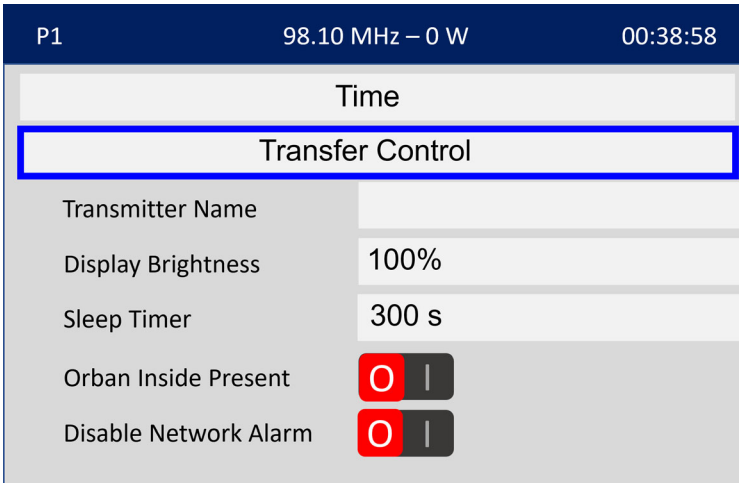 P1 98.10 MHz – 0 W 00:38:58
Time
Transfer Control
Transmitter Name
Display Brightness 100%
Sleep Timer 300 s
Orban Inside Present O I
Disable Network Alarm O I